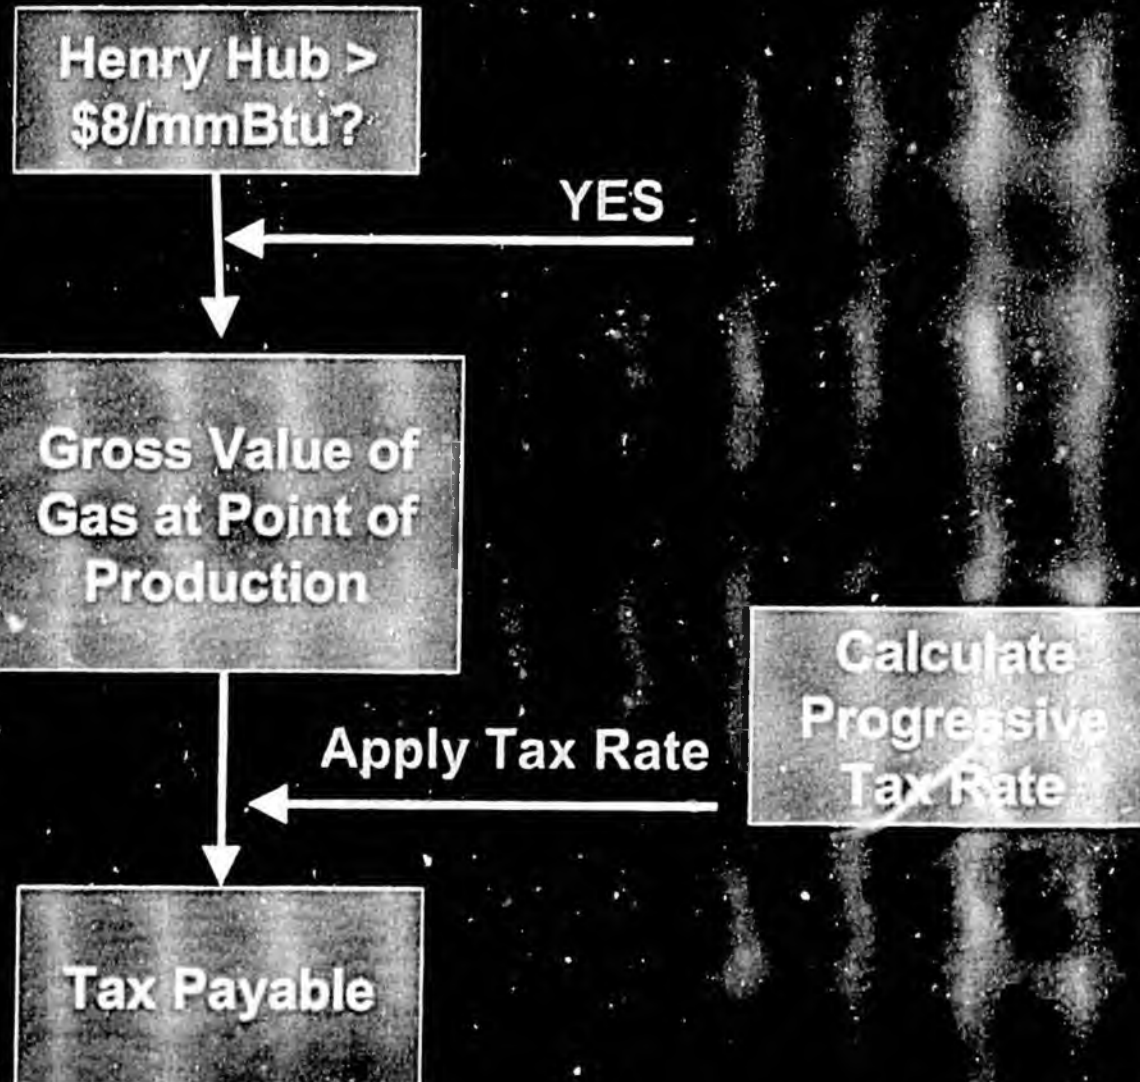 Henry Hub >
$8/mmBtu?
YES
Gross Value of
Gas at Point of
Production
Calculate
Progressive
Tax Rate
Apply Tax Rate
Tax Payable